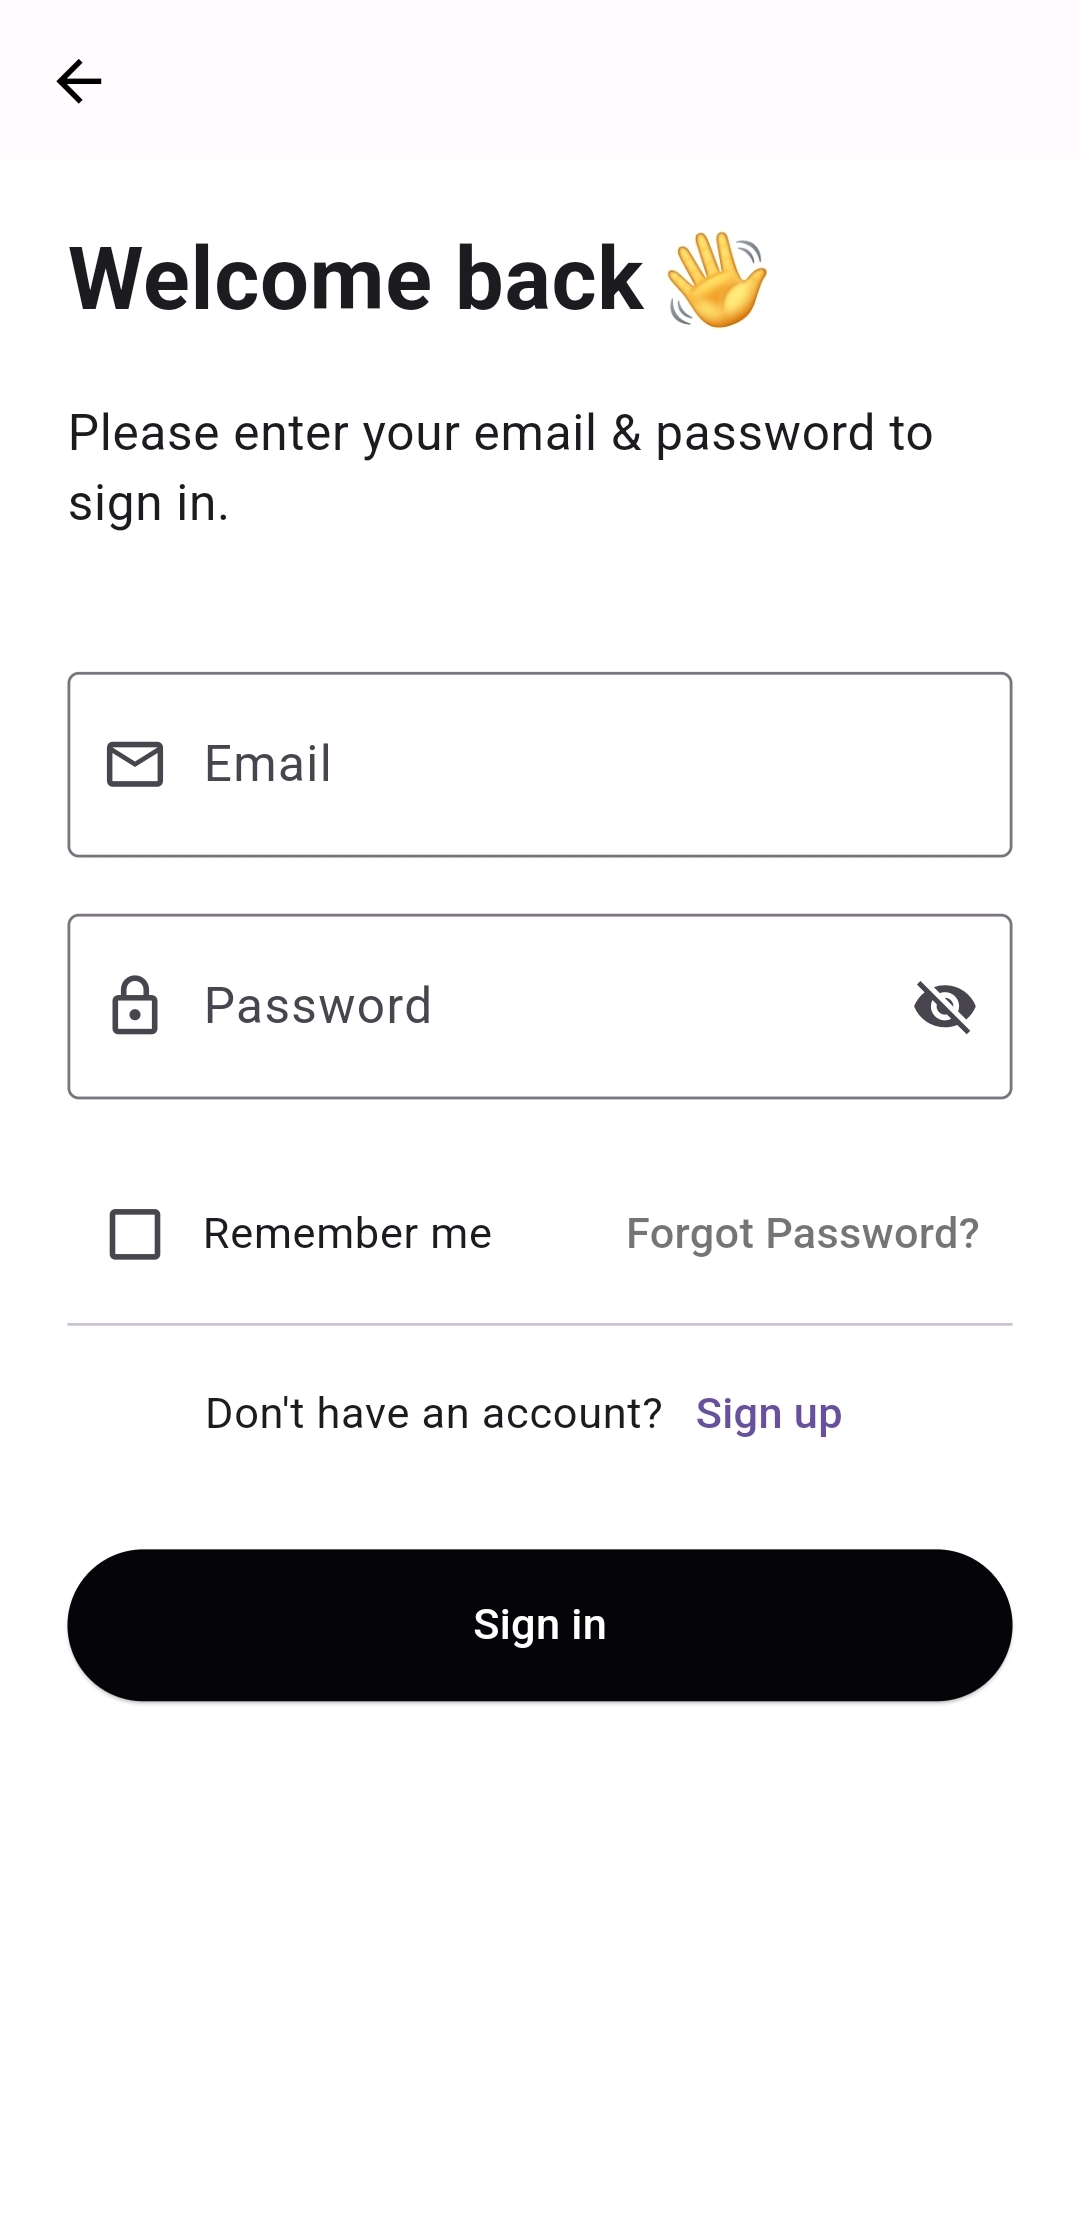 Welcome back 👋
Please enter your email & password to
sign in.
Email
Password
Remember me
Forgot Password?
Don't have an account? Sign up
Sign in